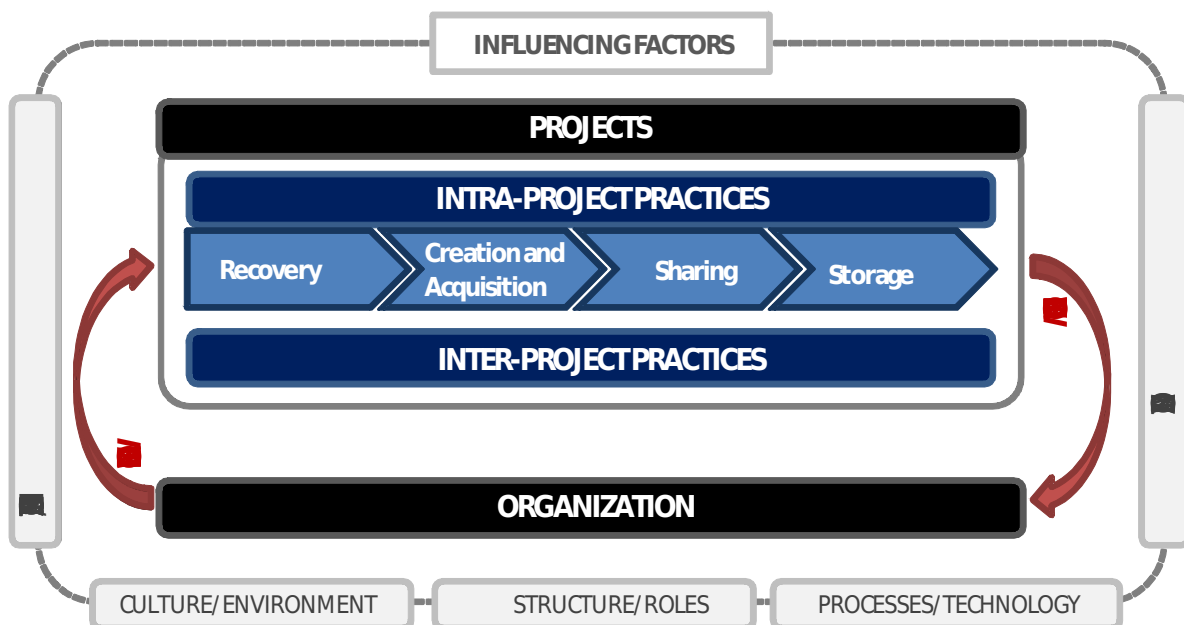 INFLUENCING FACTORS
PROJECTS
INTRA-PROJECT PRACTICES
Recovery
Creation and
Acquisition
Sharing
Storage
INTER-PROJECT PRACTICES
ORGANIZATION
CULTURE/ENVIRONMENT
STRUCTURE/ROLES
PROCESSES/TECHNOLOGY